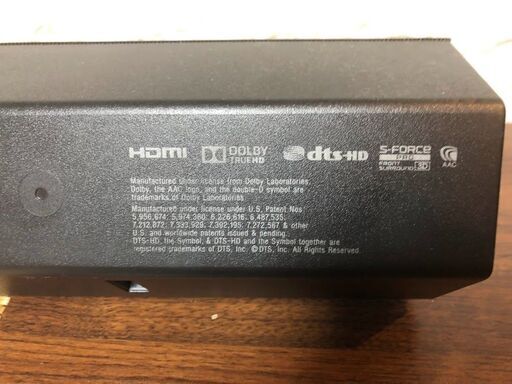 HDMI DOLBY TRUEHD dts-HD S-FORCE PRO FRONT SURROUND 3D AAC
Manufactured under license from Dolby Laboratories.
Dolby, the AAC logo, and the double-D symbol are
trademarks of Dolby Laboratories.
Manufactured under license under U.S. Patent Nos:
5,956,674; 5,974,380; 6,226,616; 6,487,535;
7,212,872; 7,333,929; 7,392,195; 7,272,567 & other
U.S. and worldwide patents issued & pending.
DTS-HD, the Symbol, & DTS-HD and the Symbol together are
registered trademarks of DTS, Inc. ©DTS, Inc. All Rights Reserved.